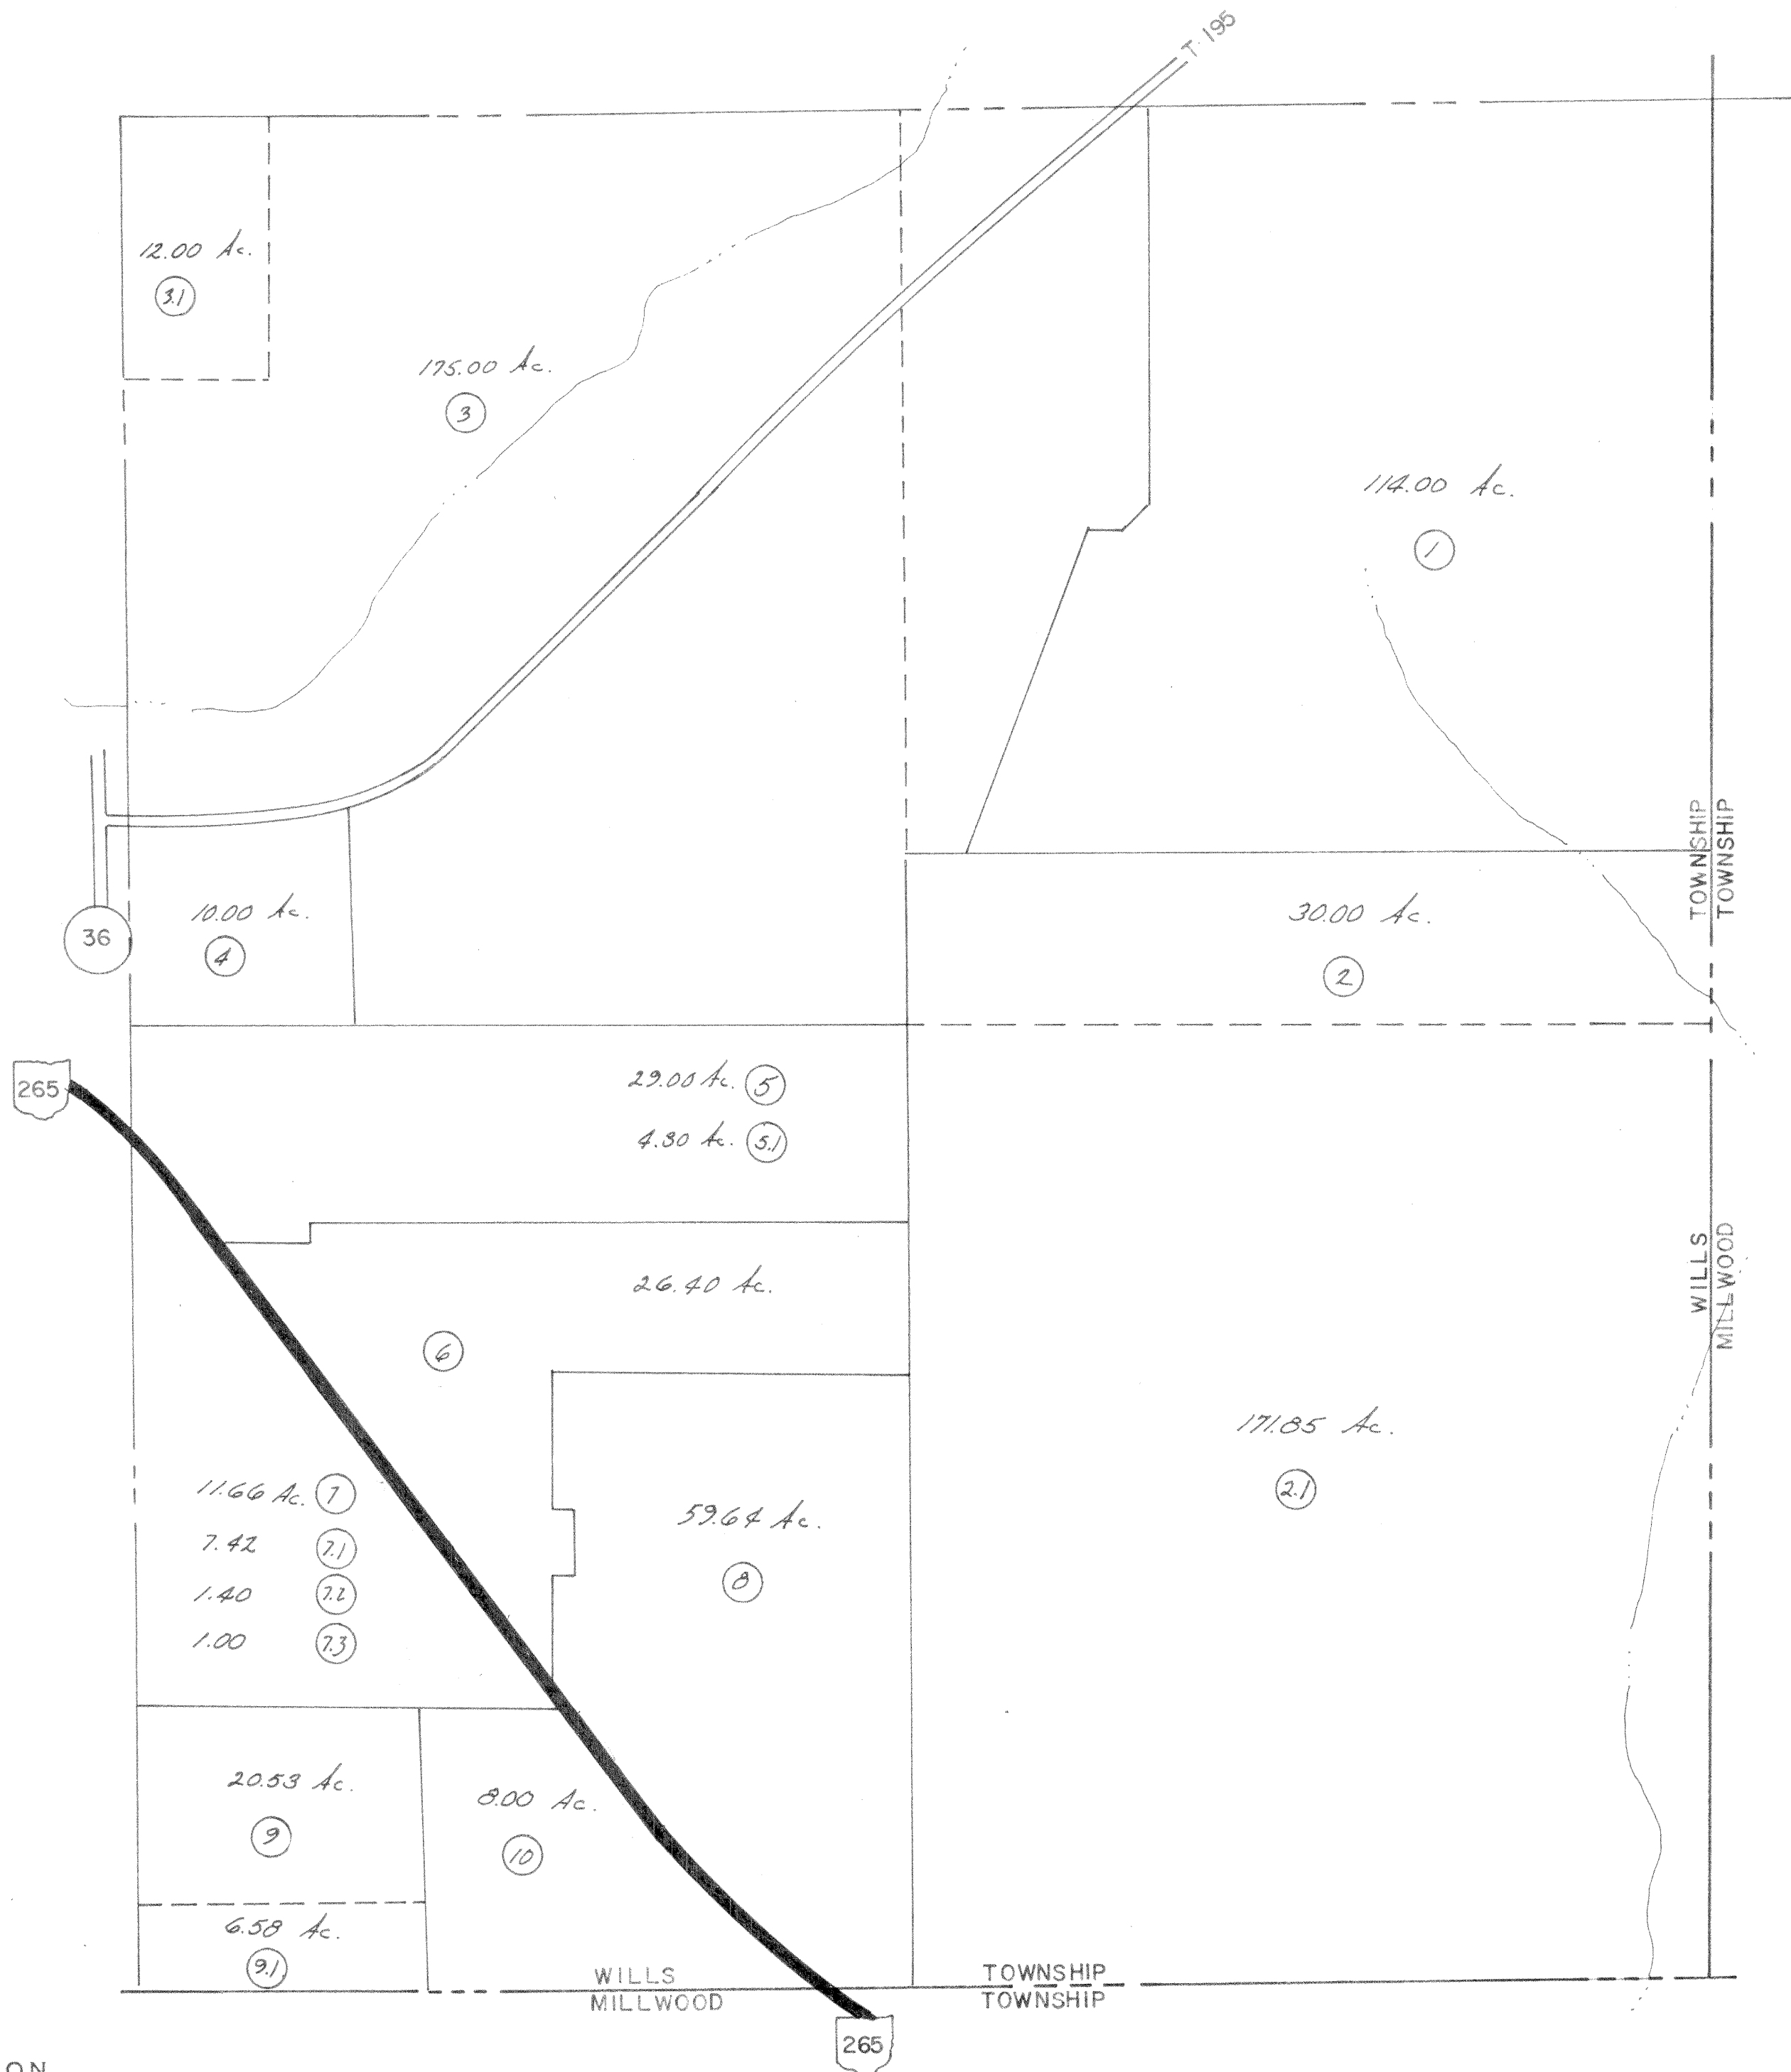 T-195
12.00 Ac.
3.1
175.00 Ac.
3
114.00 Ac.
1
TOWNSHIP
TOWNSHIP
10.00 Ac.
4
36
30.00 Ac.
2
265
29.00 Ac. 5
4.30 Ac. 5.1
WILLS
MILLWOOD
26.40 Ac.
6
171.85 Ac.
2.1
11.66 Ac. 7
7.42 7.1
1.40 7.2
1.00 7.3
59.64 Ac.
8
20.53 Ac.
9
8.00 Ac.
10
6.58 Ac.
9.1
WILLS TOWNSHIP
MILLWOOD TOWNSHIP
265